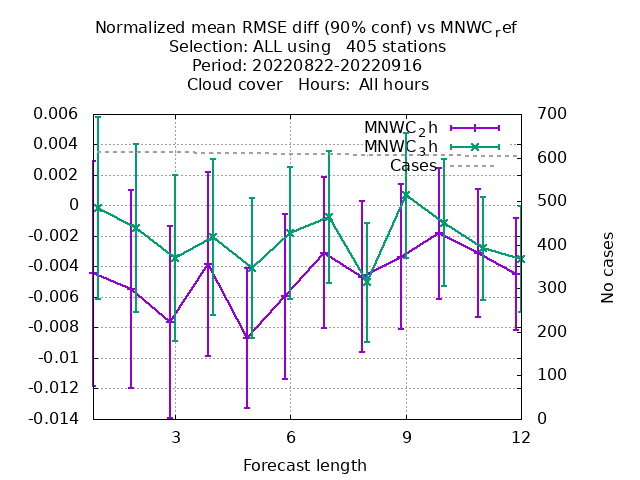 Normalized mean RMSE diff (90% conf) vs MNWC_ref
Selection: ALL using 405 stations
Period: 20220822-20220916
Cloud cover Hours: All hours
MNWC_2h
MNWC_3h
Cases
0.006
0.004
0.002
0
-0.002
-0.004
-0.006
-0.008
-0.01
-0.012
-0.014
700
600
500
400
300
200
100
0
No cases
3 6 9 12
Forecast length